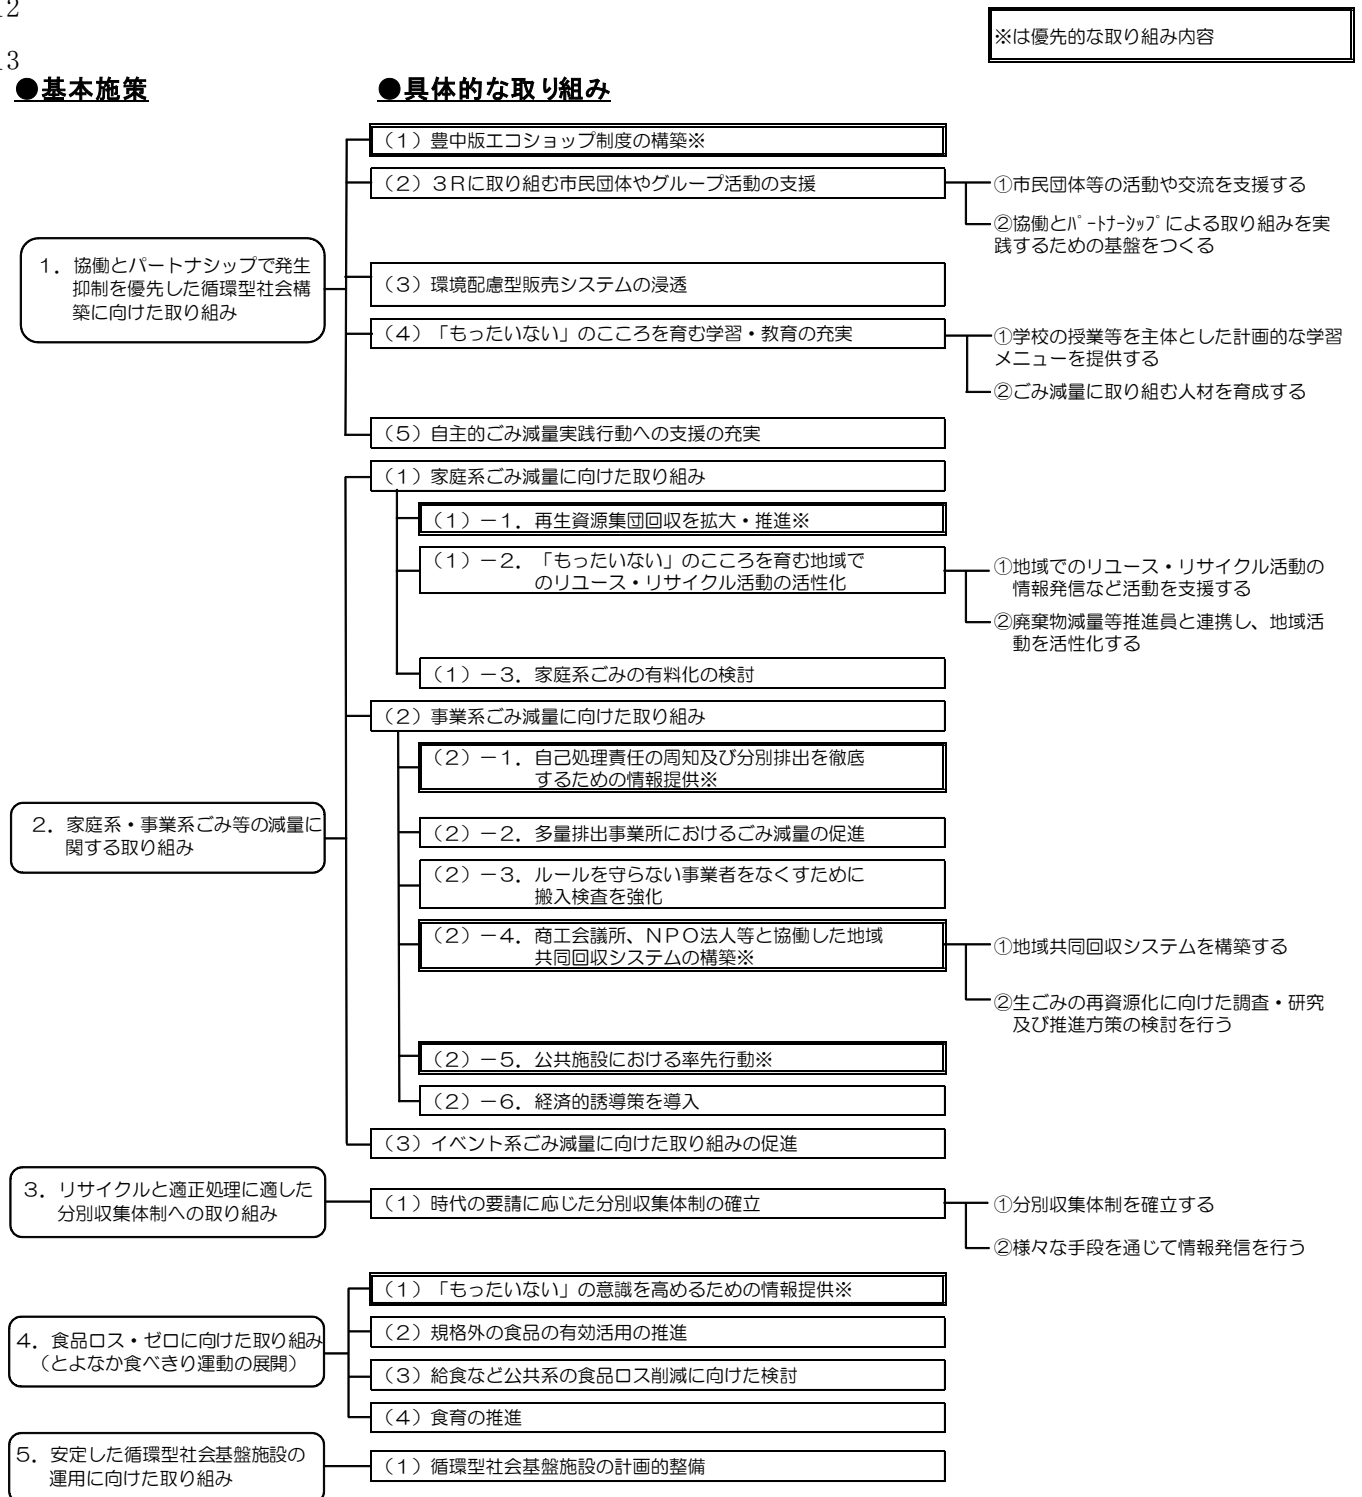 12
※は優先的な取り組み内容
13
●基本施策
●具体的な取り組み
1．協働とパートナシップで発生
抑制を優先した循環型社会構
築に向けた取り組み
（1）豊中版エコショップ制度の構築※
（2）3Rに取り組む市民団体やグループ活動の支援
①市民団体等の活動や交流を支援する
②協働とﾊﾟｰﾄﾅｰｼｯﾌﾟによる取り組みを実
践するための基盤をつくる
（3）環境配慮型販売システムの浸透
（4）「もったいない」のこころを育む学習・教育の充実
①学校の授業等を主体とした計画的な学習
メニューを提供する
②ごみ減量に取り組む人材を育成する
（5）自主的ごみ減量実践行動への支援の充実
2．家庭系・事業系ごみ等の減量に
関する取り組み
（1）家庭系ごみ減量に向けた取り組み
（1）－1．再生資源集団回収を拡大・推進※
（1）－2．「もったいない」のこころを育む地域で
のリユース・リサイクル活動の活性化
①地域でのリユース・リサイクル活動の
情報発信など活動を支援する
②廃棄物減量等推進員と連携し、地域活
動を活性化する
（1）－3．家庭系ごみの有料化の検討
（2）事業系ごみ減量に向けた取り組み
（2）－1．自己処理責任の周知及び分別排出を徹底
するための情報提供※
（2）－2．多量排出事業所におけるごみ減量の促進
（2）－3．ルールを守らない事業者をなくすために
搬入検査を強化
（2）－4．商工会議所、NPO法人等と協働した地域
共同回収システムの構築※
①地域共同回収システムを構築する
②生ごみの再資源化に向けた調査・研究
及び推進方策の検討を行う
（2）－5．公共施設における率先行動※
（2）－6．経済的誘導策を導入
（3）イベント系ごみ減量に向けた取り組みの促進
3．リサイクルと適正処理に適した
分別収集体制への取り組み
（1）時代の要請に応じた分別収集体制の確立
①分別収集体制を確立する
②様々な手段を通じて情報発信を行う
4．食品ロス・ゼロに向けた取り組み
（とよなか食べきり運動の展開）
（1）「もったいない」の意識を高めるための情報提供※
（2）規格外の食品の有効活用の推進
（3）給食など公共系の食品ロス削減に向けた検討
（4）食育の推進
5．安定した循環型社会基盤施設の
運用に向けた取り組み
（1）循環型社会基盤施設の計画的整備